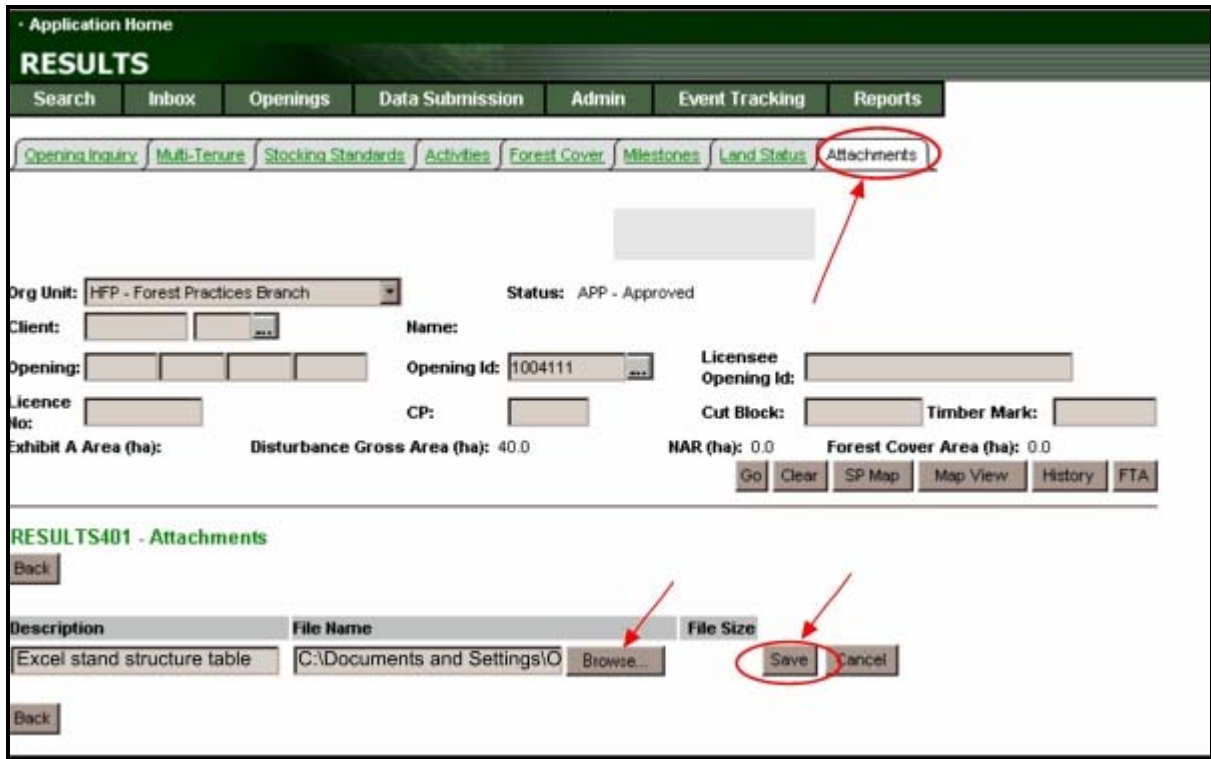 · Application Home
RESULTS
Search Inbox Openings Data Submission Admin Event Tracking Reports
Opening Inquiry Multi-Tenure Stocking Standards Activities Forest Cover Milestones Land Status Attachments
Org Unit: HFP - Forest Practices Branch Status: APP - Approved
Client: ... Name:
Opening: Opening Id: 1004111 ... Licensee Opening Id:
Licence No: CP: Cut Block: Timber Mark:
Exhibit A Area (ha): Disturbance Gross Area (ha): 40.0 NAR (ha): 0.0 Forest Cover Area (ha): 0.0
Go Clear SP Map Map View History FTA
RESULTS401 - Attachments
Back
Description File Name File Size
Excel stand structure table C:\Documents and Settings\O Browse... Save Cancel
Back